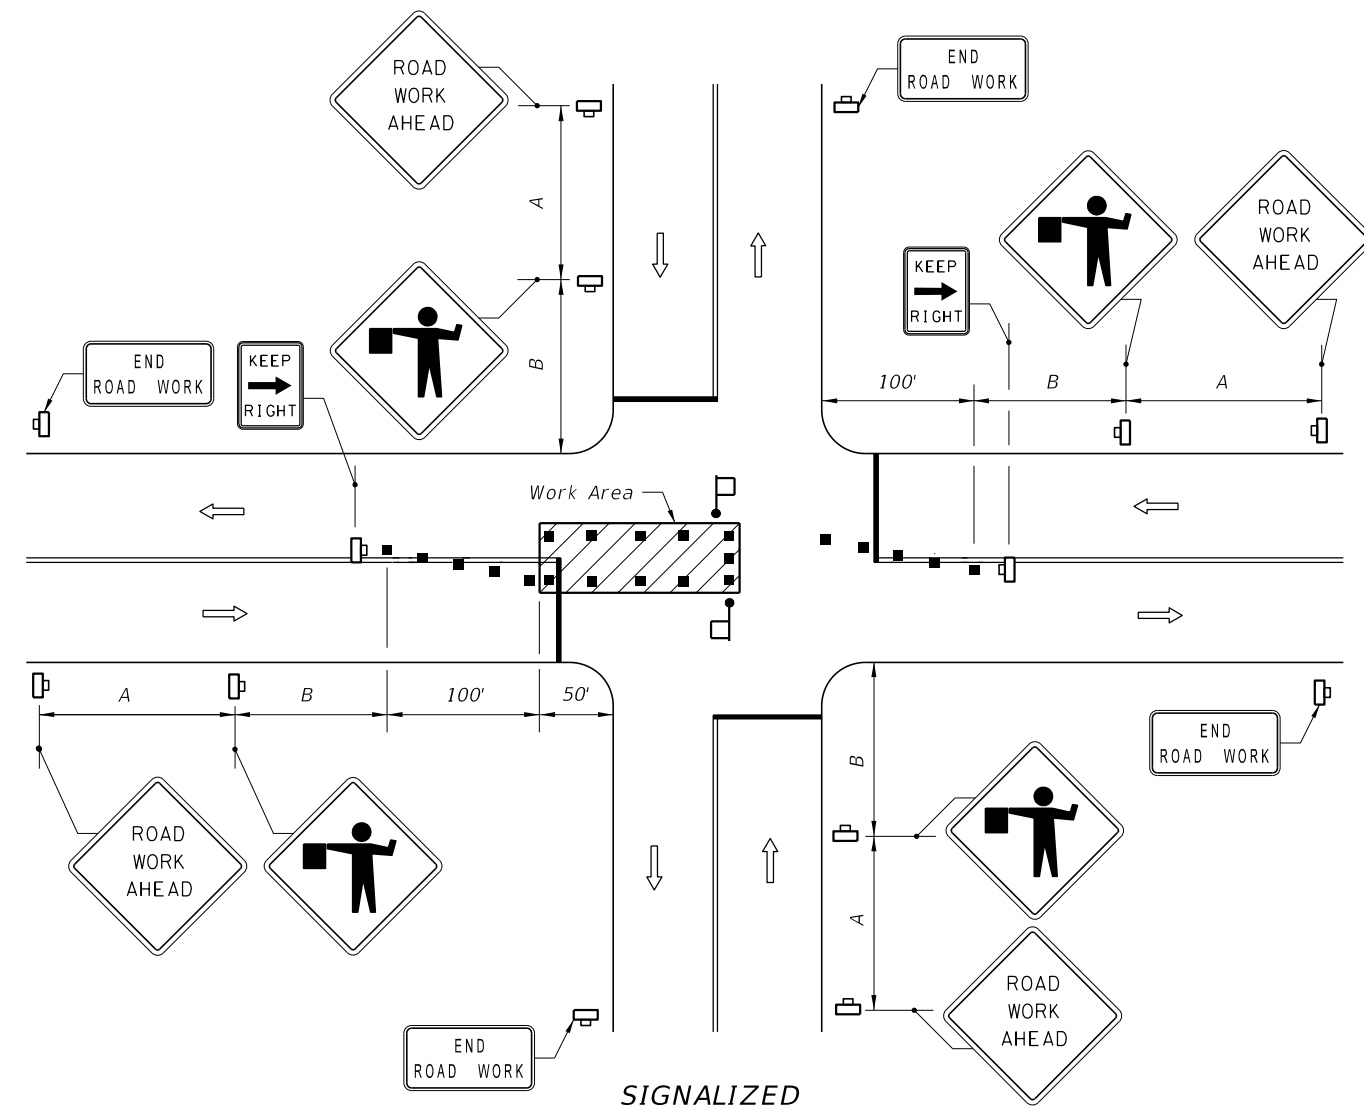 ROAD
WORK
AHEAD
END
ROAD WORK
A
KEEP
RIGHT
ROAD
WORK
AHEAD
END
ROAD WORK
KEEP
RIGHT
B
100'
B
A
Work Area
A
B
100'
50'
END
ROAD WORK
B
ROAD
WORK
AHEAD
A
ROAD
WORK
AHEAD
END
ROAD WORK
SIGNALIZED